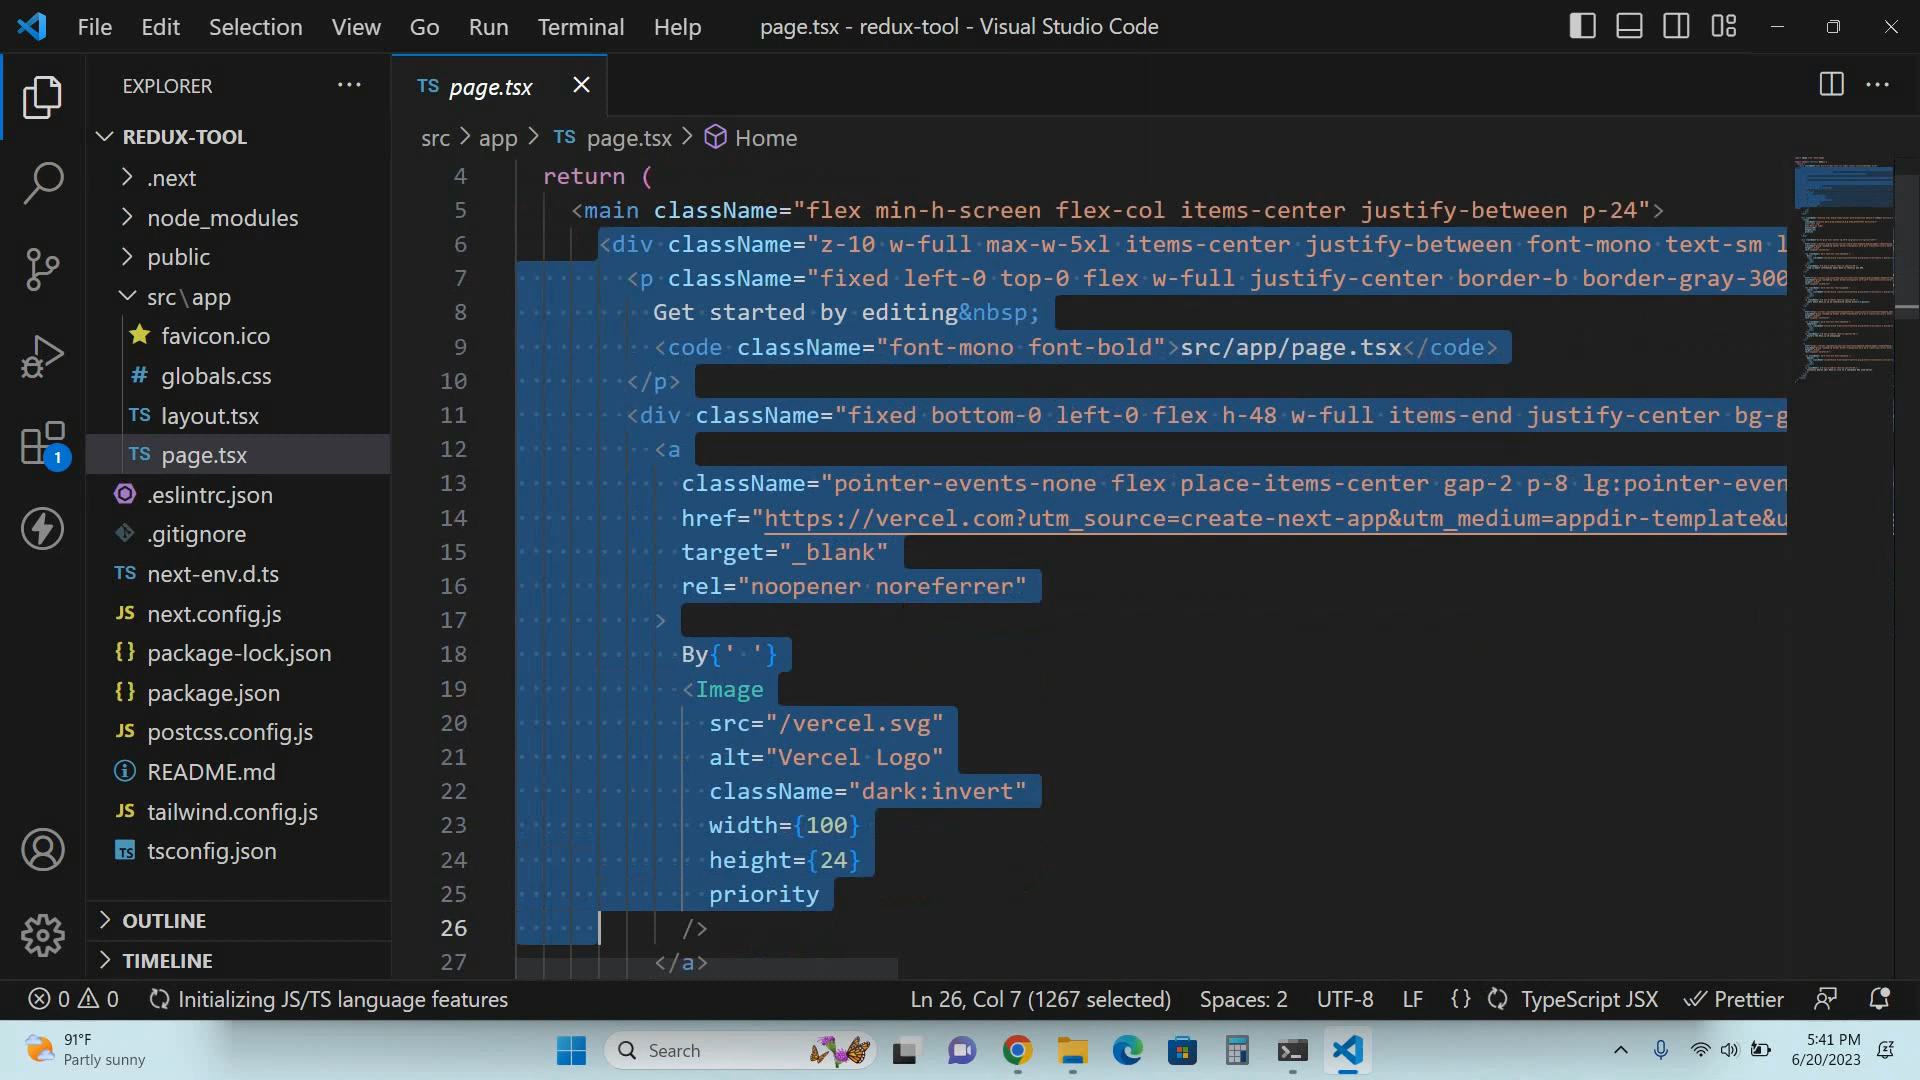 File Edit Selection View Go Run Terminal Help
page.tsx - redux-tool - Visual Studio Code
EXPLORER
REDUX-TOOL
.next
node_modules
public
src\app
favicon.ico
# globals.css
TS layout.tsx
TS page.tsx
.eslintrc.json
.gitignore
TS next-env.d.ts
JS next.config.js
{} package-lock.json
{} package.json
JS postcss.config.js
README.md
JS tailwind.config.js
TS tsconfig.json
OUTLINE
TIMELINE
1
TS page.tsx
src > app > TS page.tsx > Home
4 return (
5 <main className="flex min-h-screen flex-col items-center justify-between p-24">
6 <div className="z-10 w-full max-w-5xl items-center justify-between font-mono text-sm l
7 <p className="fixed left-0 top-0 flex w-full justify-center border-b border-gray-300
8 Get started by editing&nbsp;
9 <code className="font-mono font-bold">src/app/page.tsx</code>
10 </p>
11 <div className="fixed bottom-0 left-0 flex h-48 w-full items-end justify-center bg-g
12 <a
13 className="pointer-events-none flex place-items-center gap-2 p-8 lg:pointer-even
14 href="https://vercel.com?utm_source=create-next-app&utm_medium=appdir-template&u
15 target="_blank"
16 rel="noopener noreferrer"
17 >
18 By{' '}
19 <Image
20 src="/vercel.svg"
21 alt="Vercel Logo"
22 className="dark:invert"
23 width={100}
24 height={24}
25 priority
26 />
27 </a>
0 0 Initializing JS/TS language features
Ln 26, Col 7 (1267 selected) Spaces: 2 UTF-8 LF {} TypeScript JSX Prettier
91°F
Partly sunny
Search
5:41 PM
6/20/2023